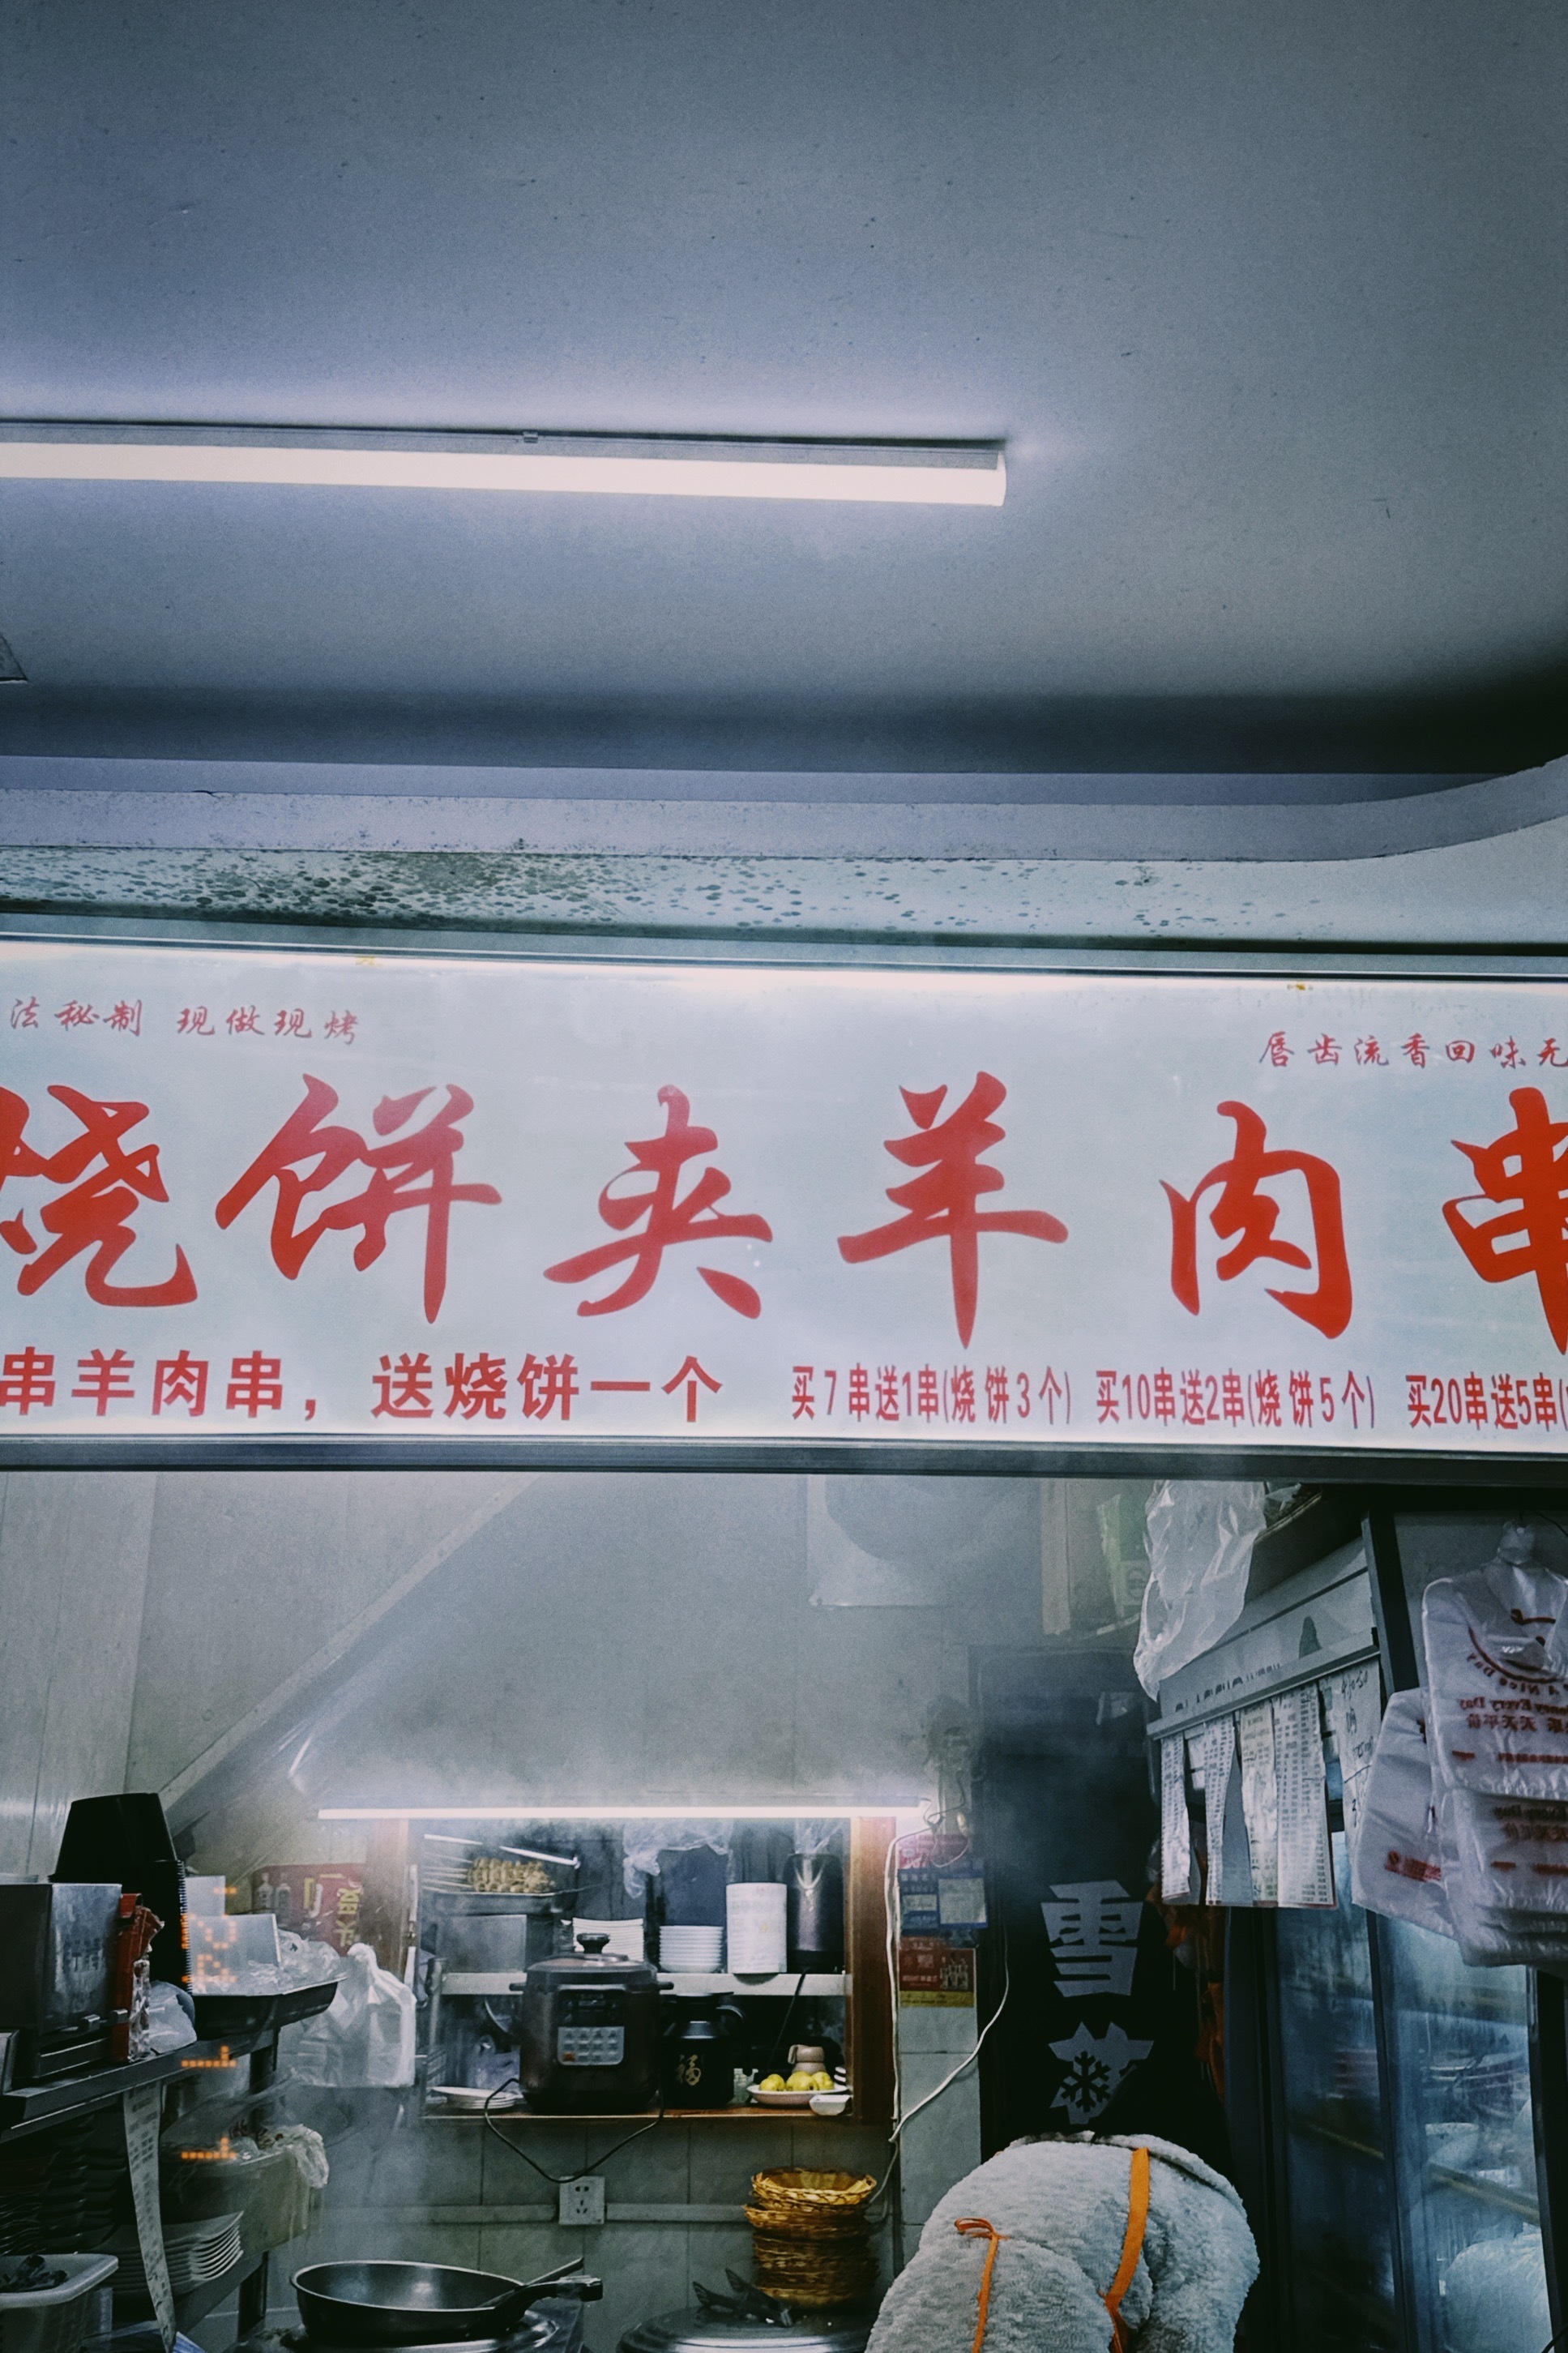 法秘制 现做现烤
唇齿流香回味无
烧饼夹羊肉串
串羊肉串，送烧饼一个 买7串送1串(烧饼3个) 买10串送2串(烧饼5个) 买20串送5串(
雪花
福